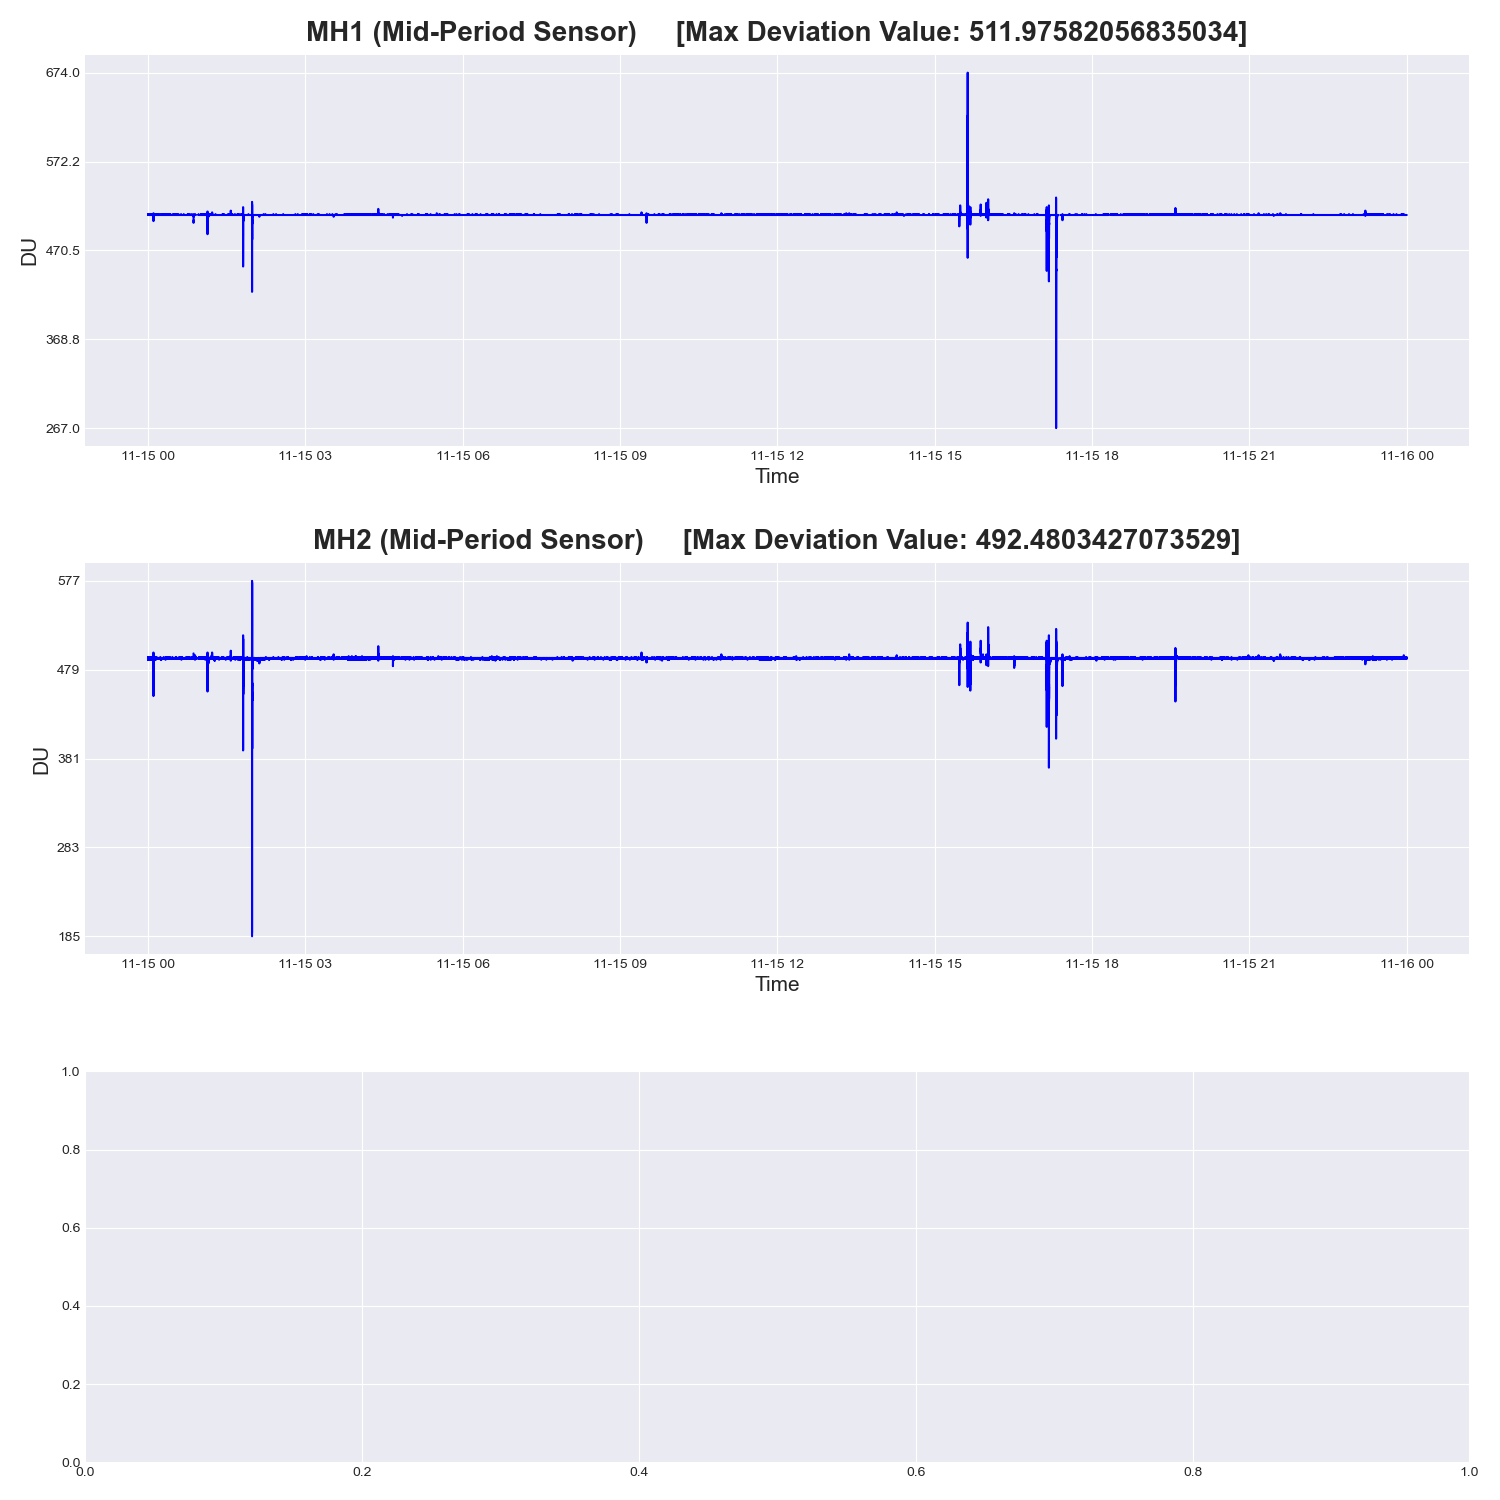 MH1 (Mid-Period Sensor) [Max Deviation Value: 511.97582056835034]
674.0
572.2
470.5
368.8
267.0
DU
11-15 00 11-15 03 11-15 06 11-15 09 11-15 12 11-15 15 11-15 18 11-15 21 11-16 00
Time
MH2 (Mid-Period Sensor) [Max Deviation Value: 492.4803427073529]
577
479
381
283
185
DU
11-15 00 11-15 03 11-15 06 11-15 09 11-15 12 11-15 15 11-15 18 11-15 21 11-16 00
Time
1.0
0.8
0.6
0.4
0.2
0.0
0.0 0.2 0.4 0.6 0.8 1.0